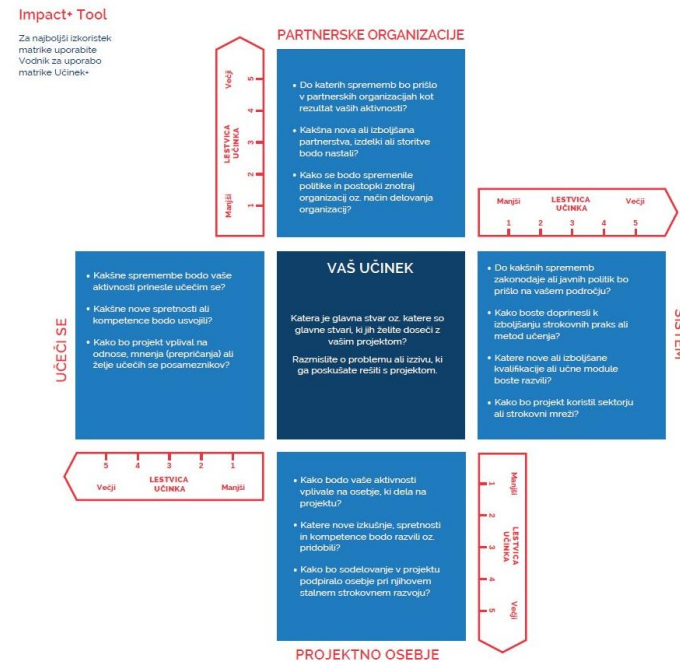 Impact+ Tool
Za najboljši izkoristek
matrike uporabite
Vodnik za uporabo
matrike Učinek+
PARTNERSKE ORGANIZACIJE
Večji
LESTVICA
UČINKA
Manjši
5
4
3
2
1
• Do katerih sprememb bo prišlo
v partnerskih organizacijah kot
rezultat vaših aktivnosti?
• Kakšna nova ali izboljšana
partnerstva, izdelki ali storitve
bodo nastali?
• Kako se bodo spremenile
politike in postopki znotraj
organizacij oz. način delovanja
organizacij?
Manjši
LESTVICA
UČINKA
Večji
1 2 3 4 5
UČEČI SE
• Kakšne spremembe bodo vaše
aktivnosti prinesle učečim se?
• Kakšne nove spretnosti ali
kompetence bodo usvojili?
• Kako bo projekt vplival na
odnose, mnenja (prepričanja) ali
želje učečih se posameznikov?
VAŠ UČINEK
Katera je glavna stvar oz. katere so
glavne stvari, ki jih želite doseči z
vašim projektom?
Razmislite o problemu ali izzivu, ki
ga poskušate rešiti s projektom.
• Do kakšnih sprememb
zakonodaje ali javnih politik bo
prišlo na vašem področju?
• Kako boste doprinesli k
izboljšanju strokovnih praks ali
metod učenja?
• Katere nove ali izboljšane
kvalifikacije ali učne module
boste razvili?
• Kako bo projekt koristil sektorju
ali strokovni mreži?
SISTEM
5 4 3 2 1
Večji
LESTVICA
UČINKA
Manjši
• Kako bodo vaše aktivnosti
vplivale na osebje, ki dela na
projektu?
• Katere nove izkušnje, spretnosti
in kompetence bodo razvili oz.
pridobili?
• Kako bo sodelovanje v projektu
podpiralo osebje pri njihovem
stalnem strokovnem razvoju?
Manjši
LESTVICA
UČINKA
Večji
1
2
3
4
5
PROJEKTNO OSEBJE